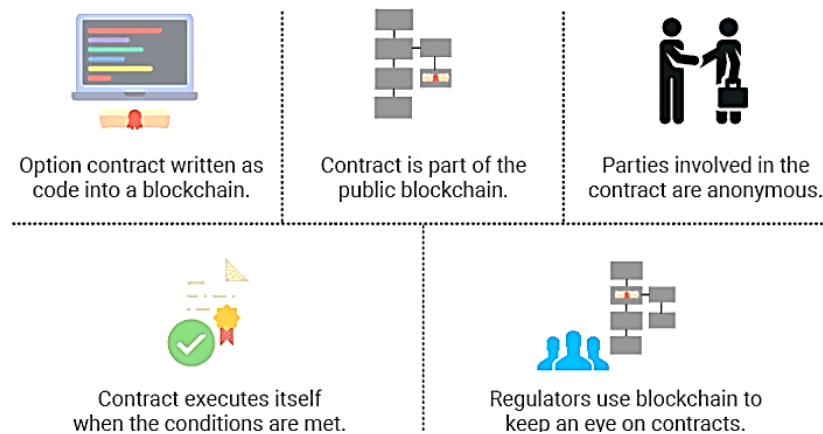 Option contract written as
code into a blockchain.
Contract is part of the
public blockchain.
Parties involved in the
contract are anonymous.
Contract executes itself
when the conditions are met.
Regulators use blockchain to
keep an eye on contracts.